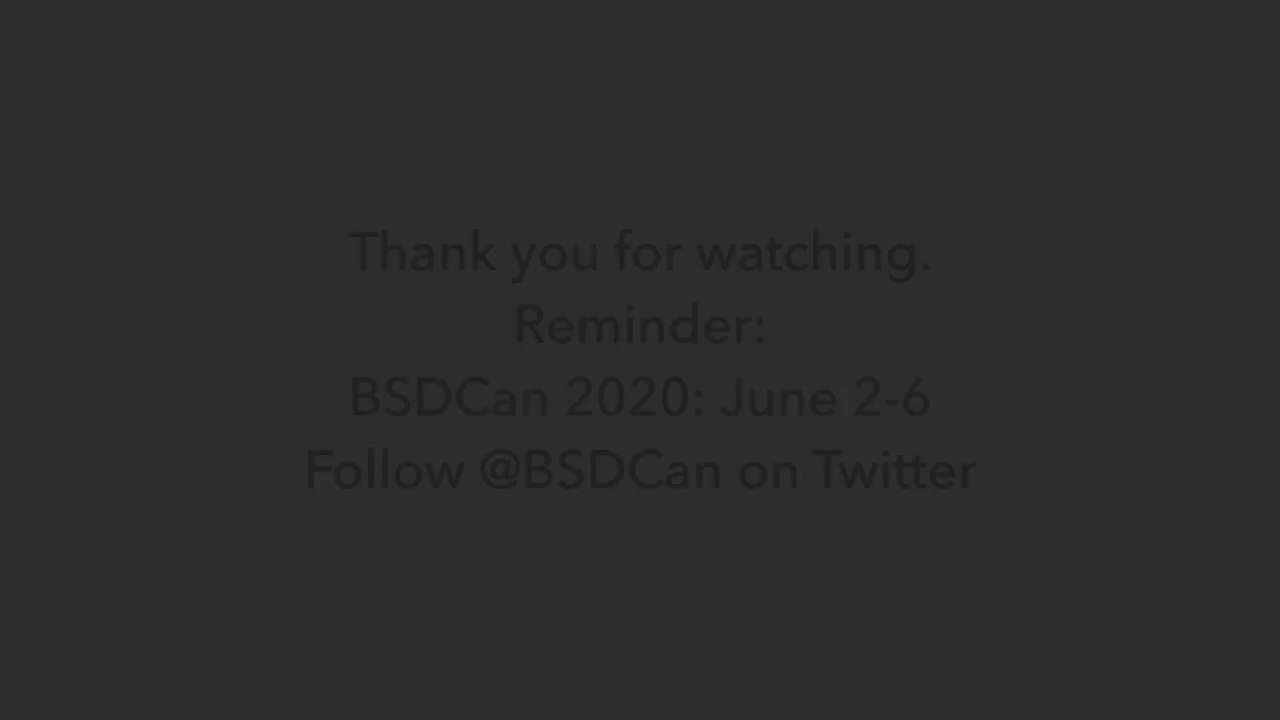 Thank you for watching.
Reminder:
BSDCan 2020: June 2-6
Follow @BSDCan on Twitter